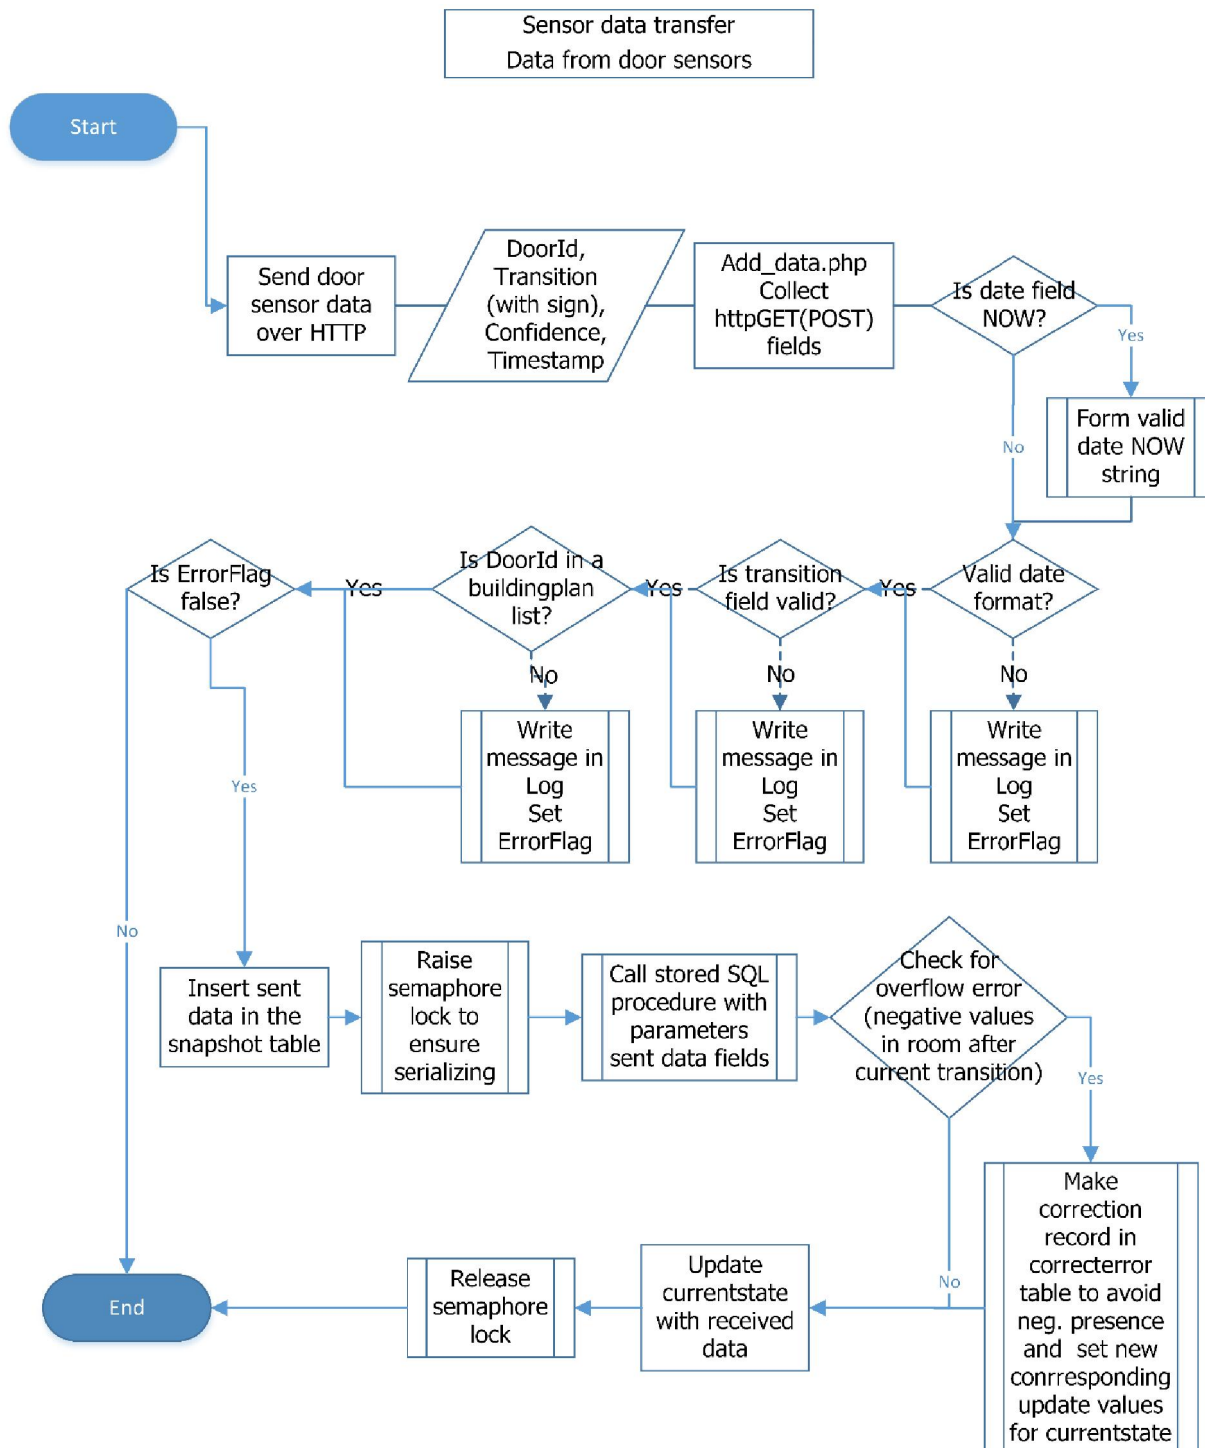 Sensor data transfer
Data from door sensors
Start
Send door
sensor data
over HTTP
DoorId,
Transition
(with sign),
Confidence,
Timestamp
Add_data.php
Collect
httpGET(POST)
fields
Is date field
NOW?
Yes
No
Form valid
date NOW
string
Is ErrorFlag
false?
Yes
Is DoorId in a
buildingplan
list?
Yes
Is transition
field valid?
Yes
Valid date
format?
No
No
No
Write
message in
Log
Set
ErrorFlag
Write
message in
Log
Set
ErrorFlag
Write
message in
Log
Set
ErrorFlag
Yes
No
Insert sent
data in the
snapshot table
Raise
semaphore
lock to
ensure
serializing
Call stored SQL
procedure with
parameters
sent data fields
Check for
overflow error
(negative values
in room after
current transition)
Yes
No
Make
correction
record in
correcterror
table to avoid
neg. presence
and set new
conrresponding
update values
for currentstate
Update
currentstate
with received
data
Release
semaphore
lock
End